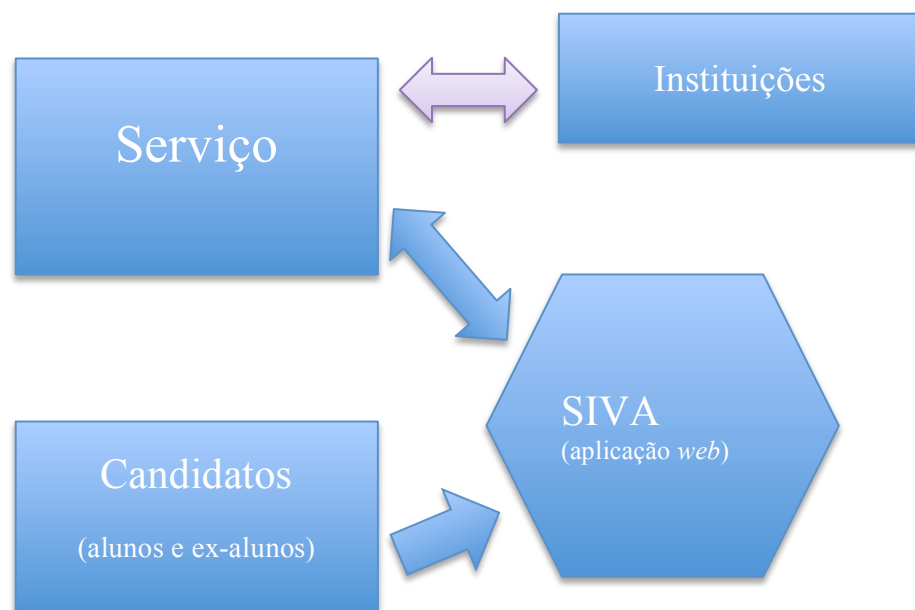 Serviço
Instituições
SIVA
(aplicação web)
Candidatos
(alunos e ex-alunos)